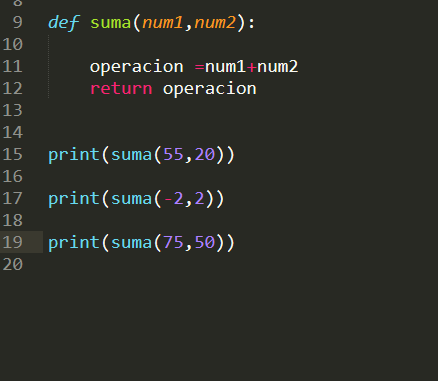 8
9 def suma(num1,num2):
10
11 operacion =num1+num2
12 return operacion
13
14
15 print(suma(55,20))
16
17 print(suma(-2,2))
18
19 print(suma(75,50))
20